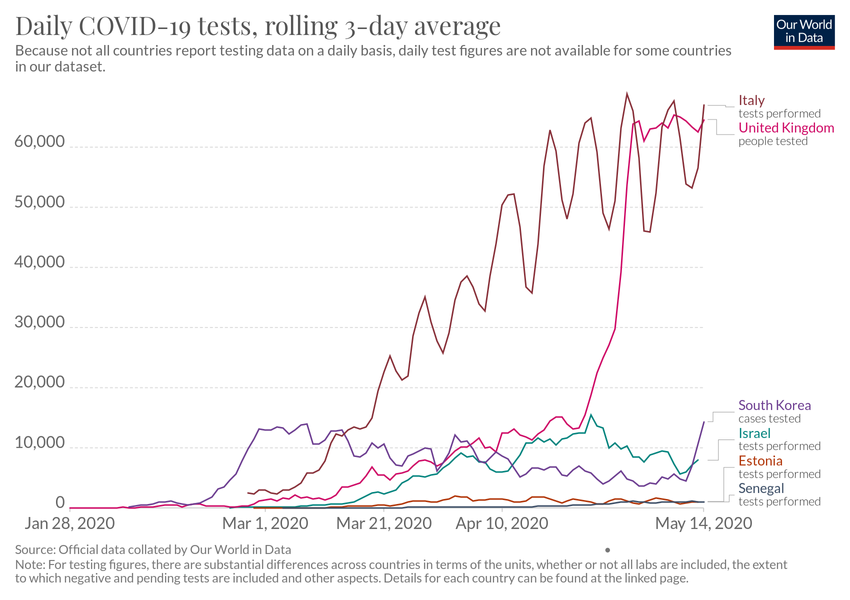 Daily COVID-19 tests, rolling 3-day average
Our World
in Data
Because not all countries report testing data on a daily basis, daily test figures are not available for some countries
in our dataset.
60,000
50,000
40,000
30,000
20,000
10,000
0
Italy
tests performed
United Kingdom
people tested
South Korea
cases tested
Israel
tests performed
Estonia
tests performed
Senegal
tests performed
Jan 28, 2020
Mar 1, 2020
Mar 21, 2020
Apr 10, 2020
May 14, 2020
Source: Official data collated by Our World in Data
Note: For testing figures, there are substantial differences across countries in terms of the units, whether or not all labs are included, the extent
to which negative and pending tests are included and other aspects. Details for each country can be found at the linked page.